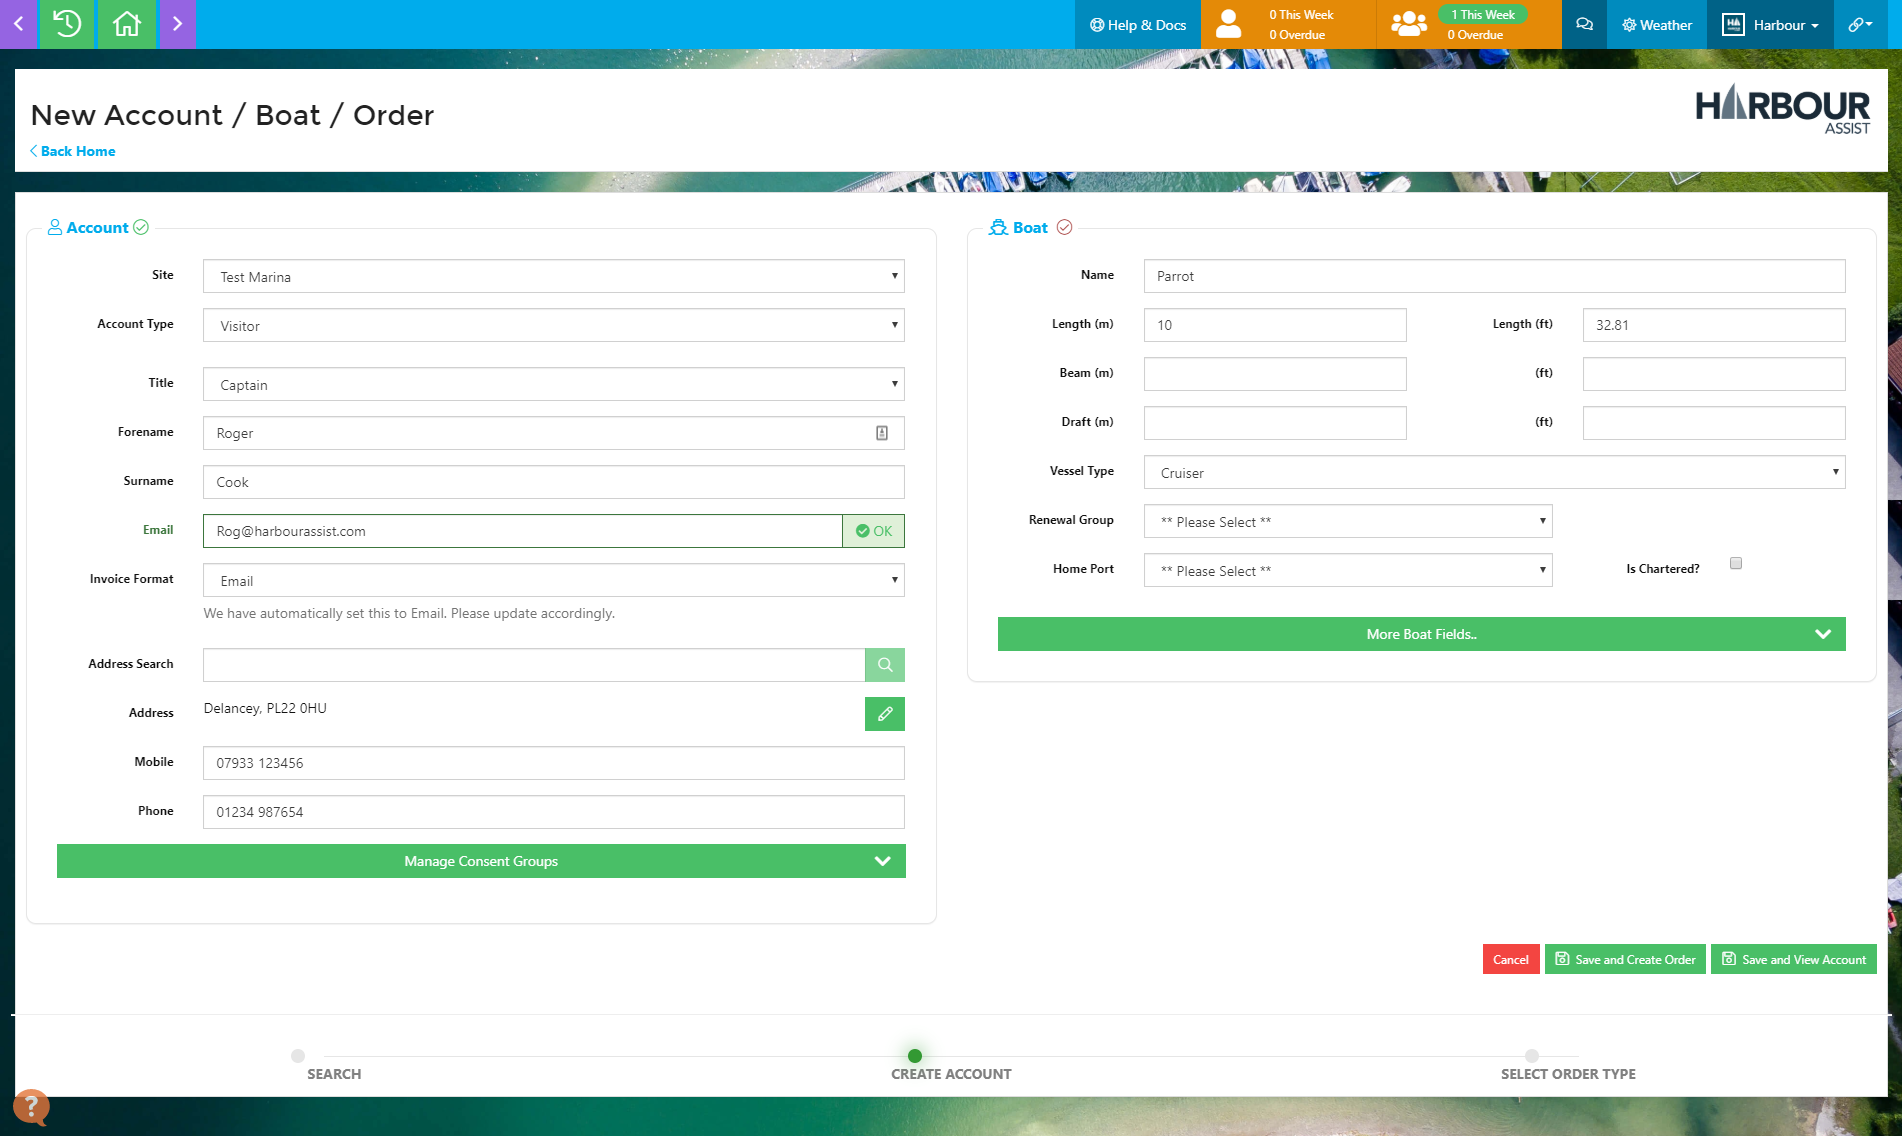 Help & Docs
0 This Week
0 Overdue
1 This Week
0 Overdue
Weather
Harbour
New Account / Boat / Order
HARBOUR
ASSIST
Back Home
Account
Site
Test Marina
Account Type
Visitor
Title
Captain
Forename
Roger
Surname
Cook
Email
Rog@harbourassist.com
OK
Invoice Format
Email
We have automatically set this to Email. Please update accordingly.
Address Search
Address
Delancey, PL22 0HU
Mobile
07933 123456
Phone
01234 987654
Manage Consent Groups
Boat
Name
Parrot
Length (m)
10
Length (ft)
32.81
Beam (m)
(ft)
Draft (m)
(ft)
Vessel Type
Cruiser
Renewal Group
** Please Select **
Home Port
** Please Select **
Is Chartered?
More Boat Fields..
Cancel
Save and Create Order
Save and View Account
SEARCH
CREATE ACCOUNT
SELECT ORDER TYPE
?